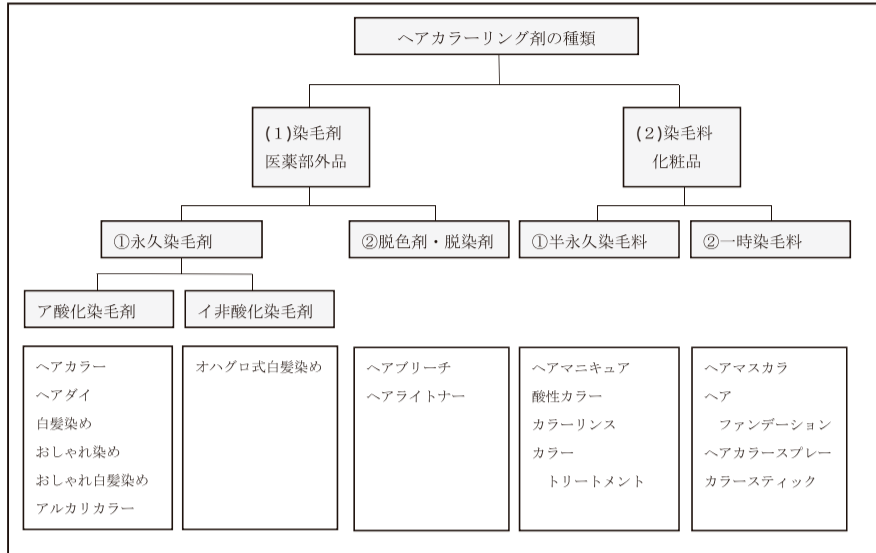 ヘアカラーリング剤の種類
(1)染毛剤
医薬部外品
(2)染毛料
化粧品
①永久染毛剤
②脱色剤・脱染剤
①半永久染毛料
②一時染毛料
ア酸化染毛剤
イ非酸化染毛剤
ヘアカラー
ヘアダイ
白髪染め
おしゃれ染め
おしゃれ白髪染め
アルカリカラー
オハグロ式白髪染め
ヘアブリーチ
ヘアライトナー
ヘアマニキュア
酸性カラー
カラーリンス
カラー
トリートメント
ヘアマスカラ
ヘア
ファンデーション
ヘアカラースプレー
カラースティック